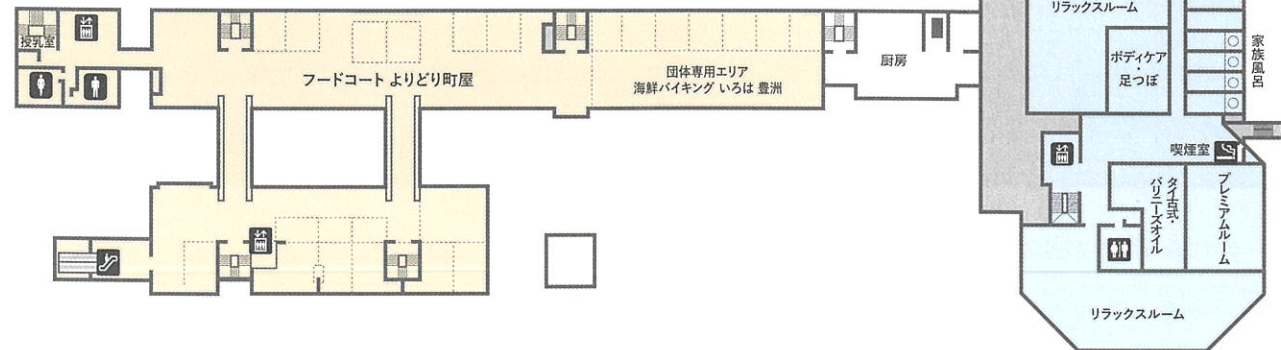 授乳室
フードコート よりどり町屋
団体専用エリア
海鮮バイキング いろは 豊洲
厨房
リラックスルーム
ボディケア
・
足つぼ
家族風呂
喫煙室
タイ古式・
バリニーズオイル
プレミアムルーム
リラックスルーム